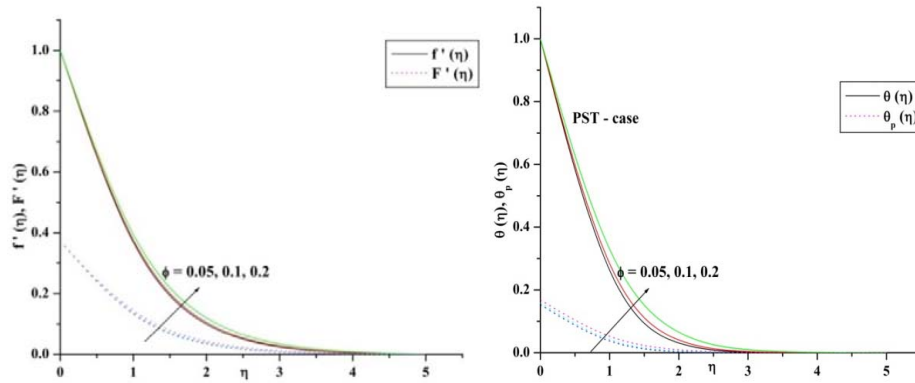 f ' (η)
F ' (η)
f ' (η), F ' (η)
1.0
0.8
0.6
0.4
0.2
0.0
ϕ = 0.05, 0.1, 0.2
0 1 2 3 4 5
η
θ (η)
θp (η)
PST - case
θ (η), θp (η)
1.0
0.8
0.6
0.4
0.2
0.0
ϕ = 0.05, 0.1, 0.2
0 1 2 3 4 5
η